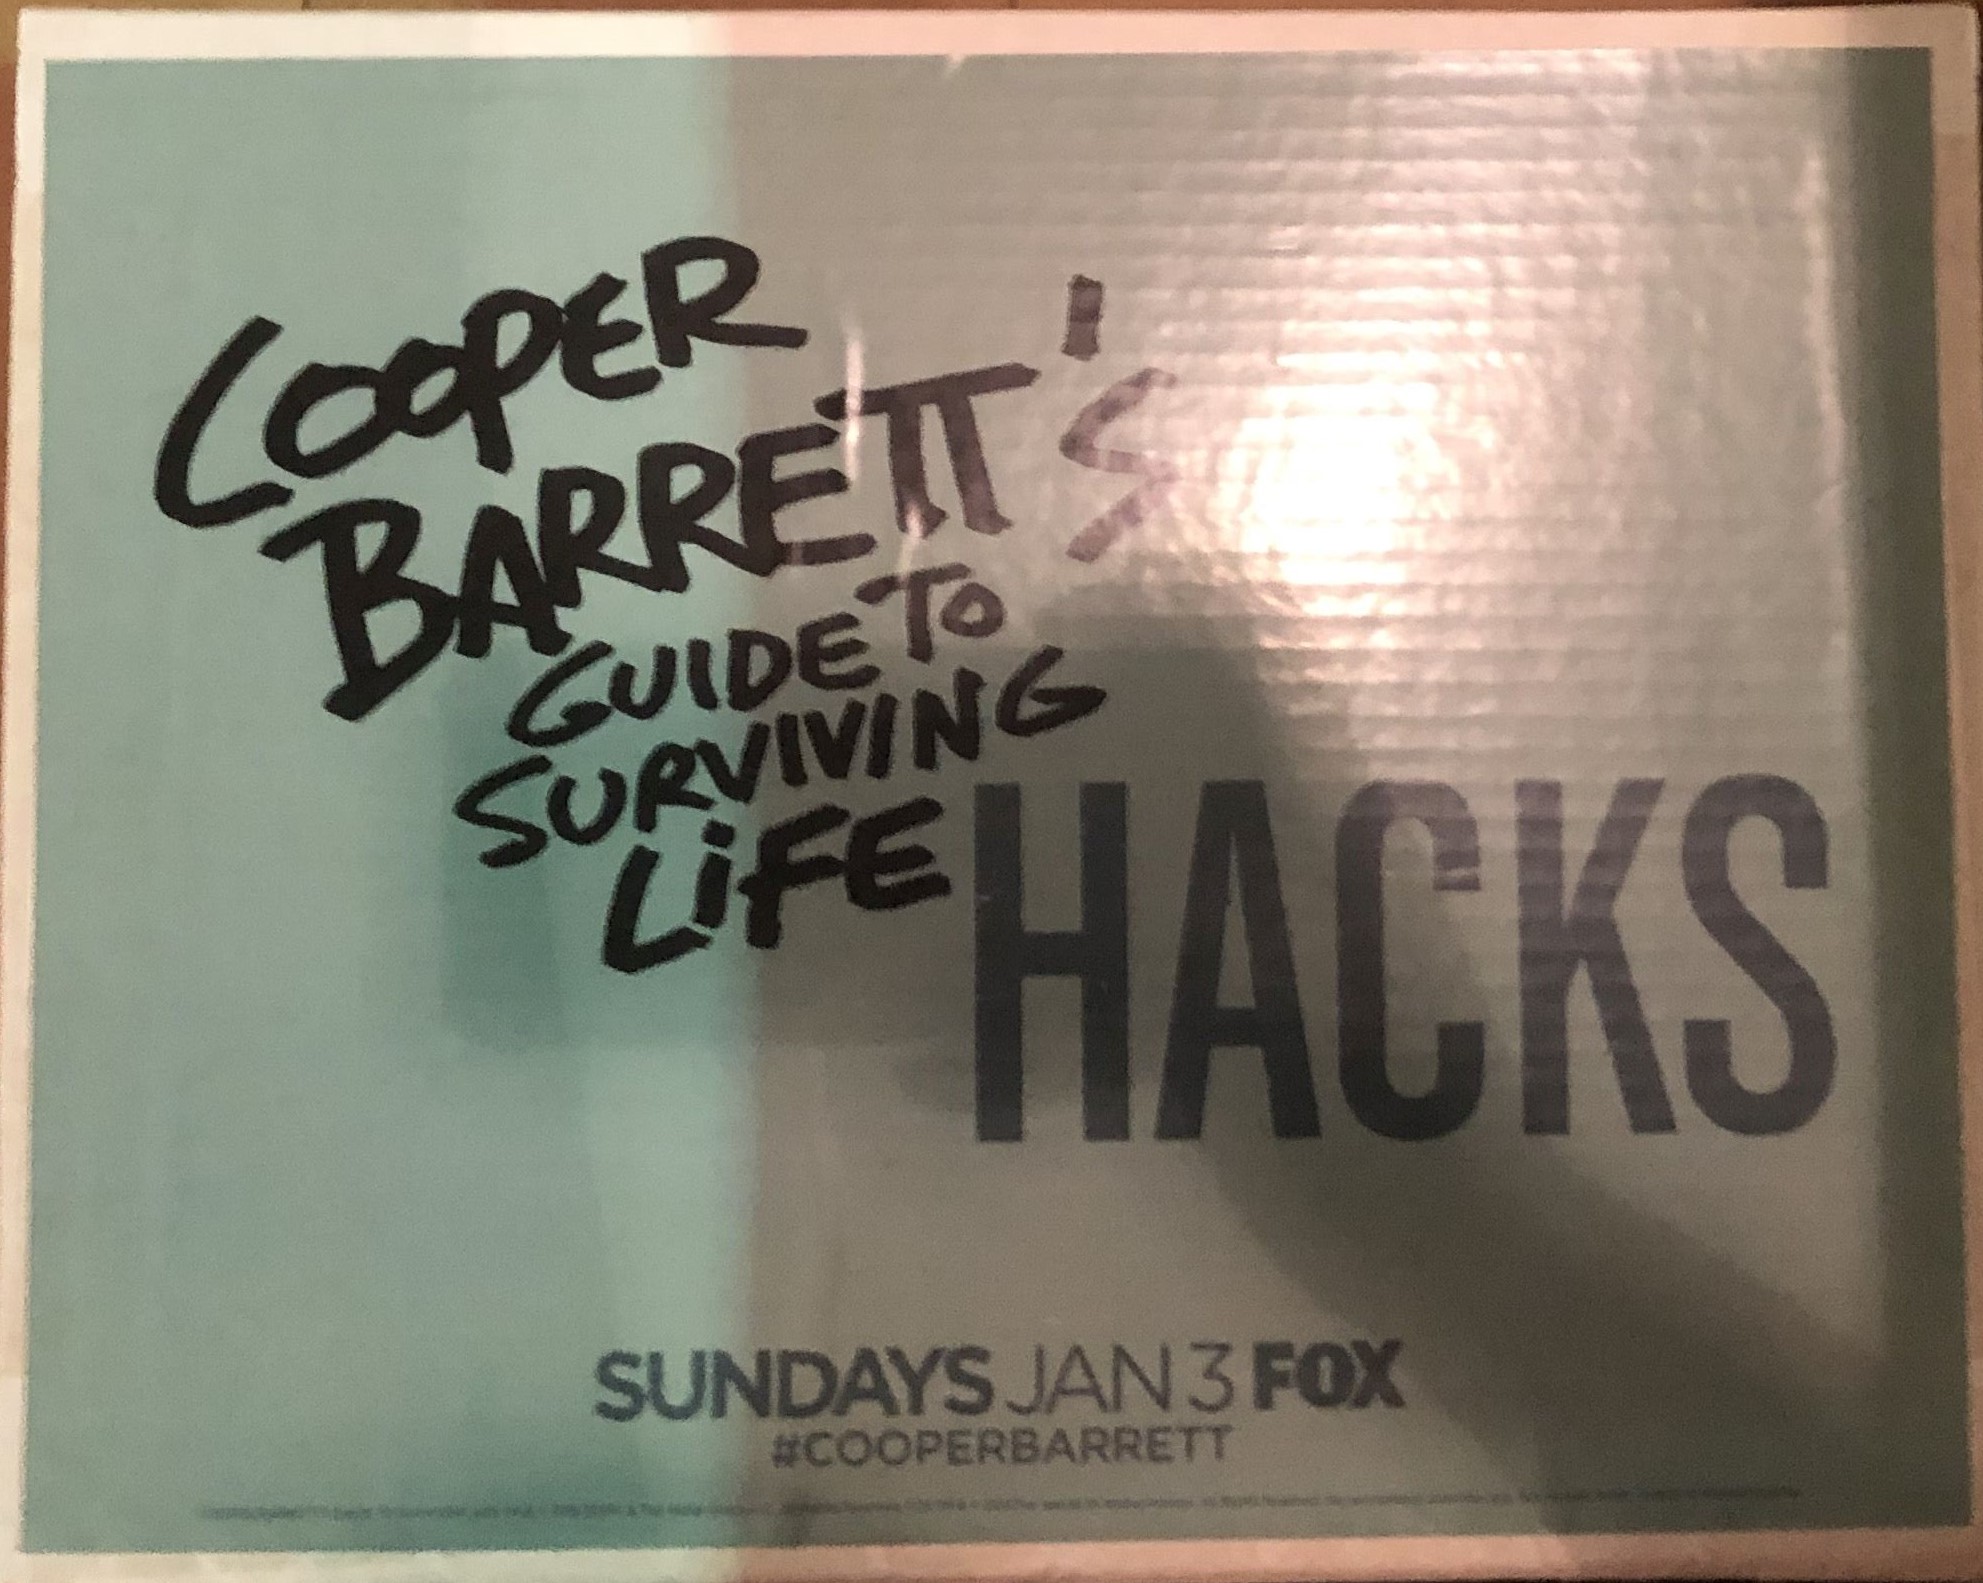 COOPER
BARRETT'S
GUIDE TO
SURVIVING
LiFE HACKS
SUNDAYS JAN 3 FOX
#COOPERBARRETT